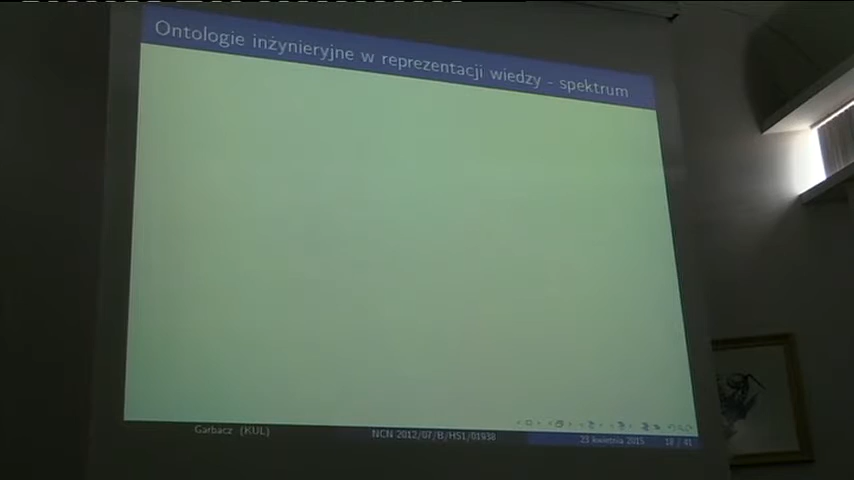 Ontologie inżynieryjne w reprezentacji wiedzy - spektrum
Garbacz (KUL)
NCN 2012/07/B/HS1/01938
23 kwietnia 2015
18 / 41